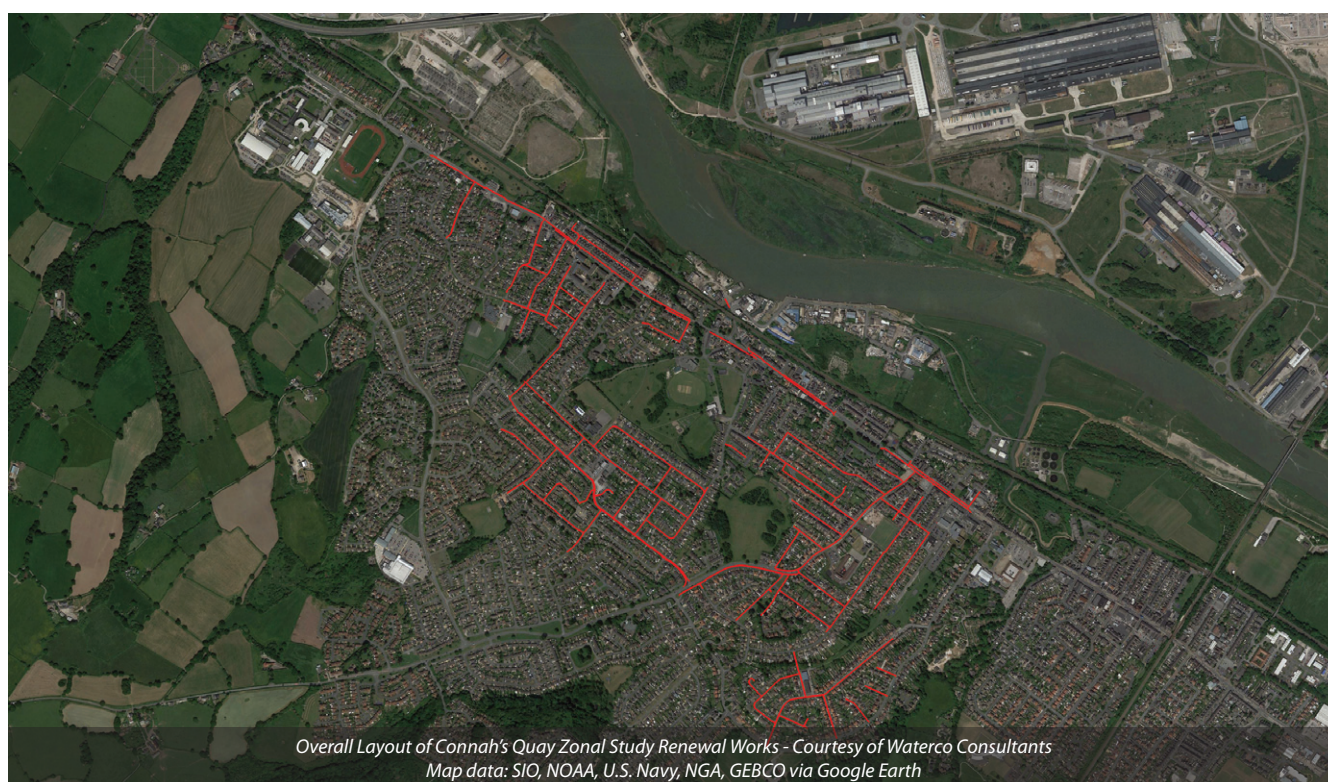 Overall Layout of Connah's Quay Zonal Study Renewal Works - Courtesy of Waterco Consultants
Map data: SIO, NOAA, U.S. Navy, NGA, GEBCO via Google Earth